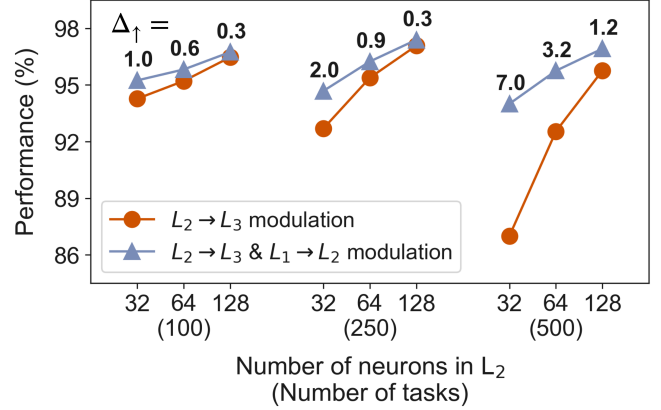 Δ↑ =
1.0 0.6 0.3
2.0 0.9 0.3
7.0 3.2 1.2
98
95
92
89
86
Performance (%)
L2 → L3 modulation
L2 → L3 & L1 → L2 modulation
32 64 128 32 64 128 32 64 128
(100) (250) (500)
Number of neurons in L2
(Number of tasks)